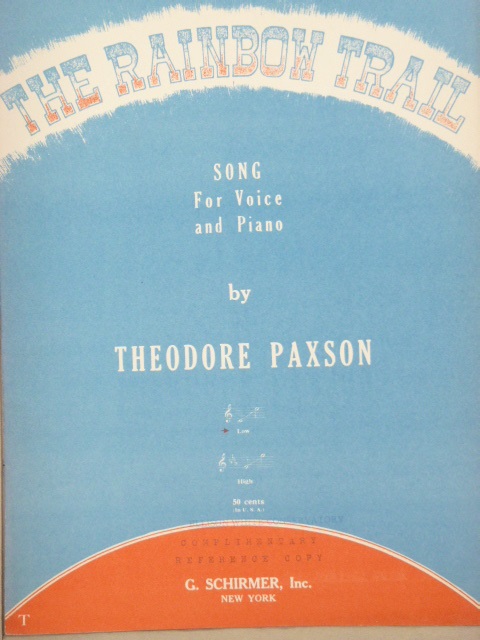 THE RAINBOW TRAIL
SONG
For Voice
and Piano
by
THEODORE PAXSON
Low
High
50 cents
(In U. S. A.)
COMPLIMENTARY
REFERENCE COPY
G. SCHIRMER, Inc.
NEW YORK
T